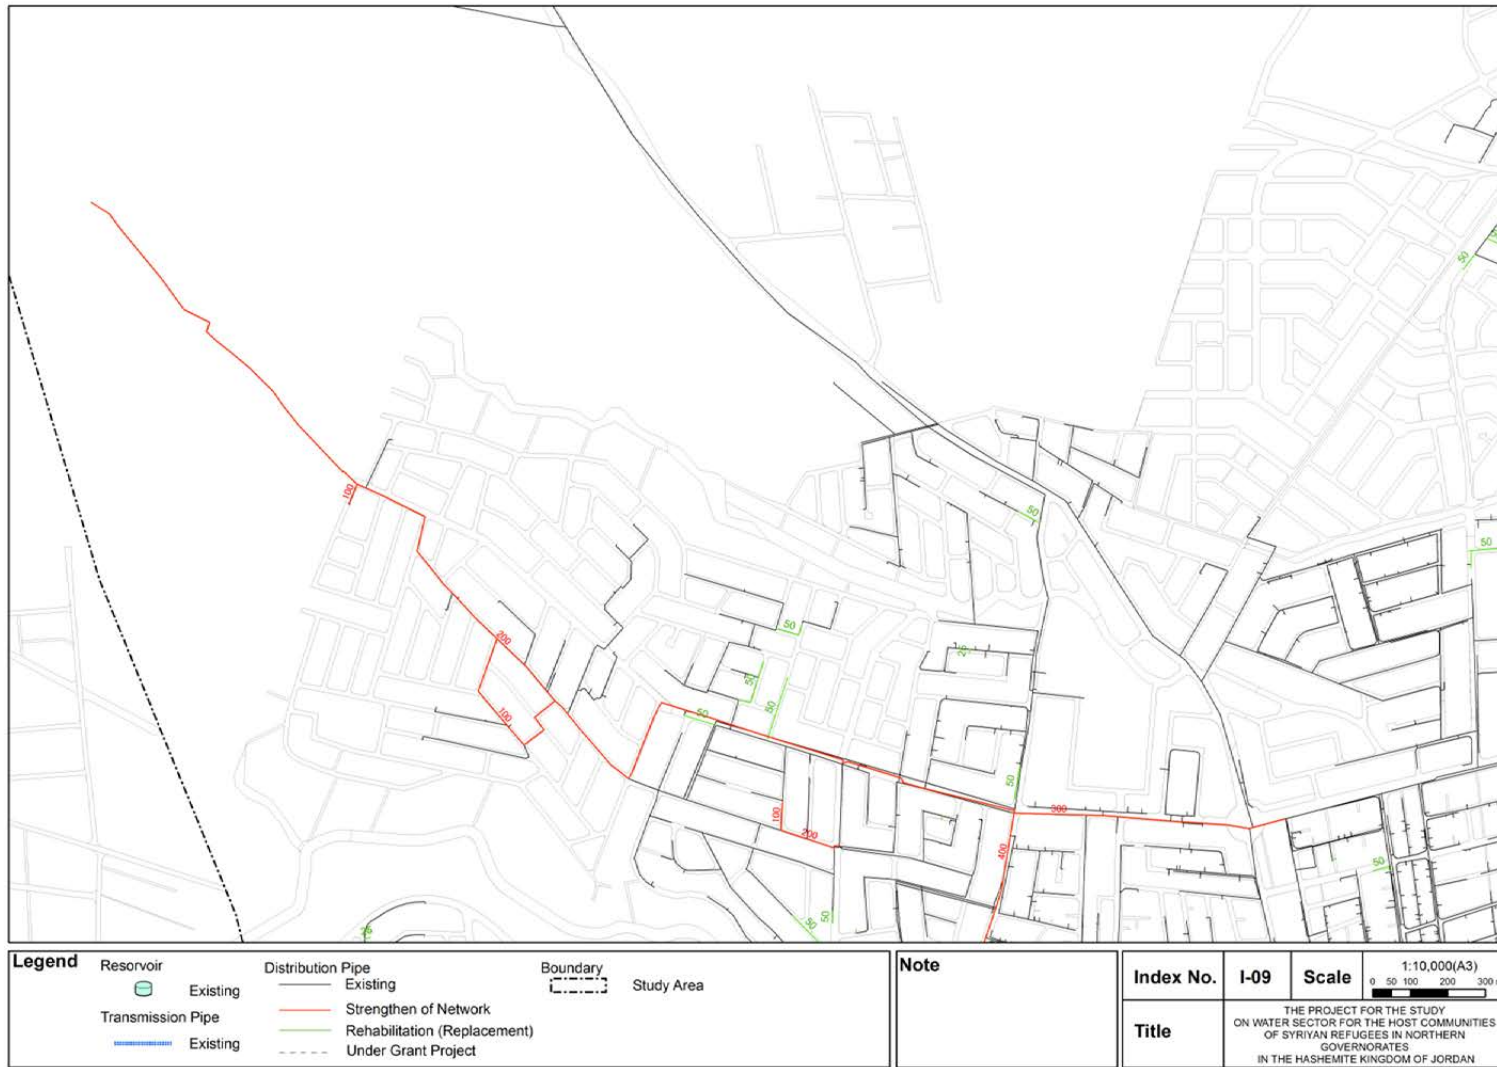 50
50
100
50
50
200
50
25
50
100
50
50
50
300
100
200
400
50
50
50
25
Legend
Resorvoir
Existing
Transmission Pipe
Existing
Distribution Pipe
Existing
Strengthen of Network
Rehabilitation (Replacement)
Under Grant Project
Boundary
Study Area
Note
Index No.
I-09
Scale
1:10,000(A3)
0 50 100 200 300
Title
THE PROJECT FOR THE STUDY
ON WATER SECTOR FOR THE HOST COMMUNITIES
OF SYRIYAN REFUGEES IN NORTHERN
GOVERNORATES
IN THE HASHEMITE KINGDOM OF JORDAN